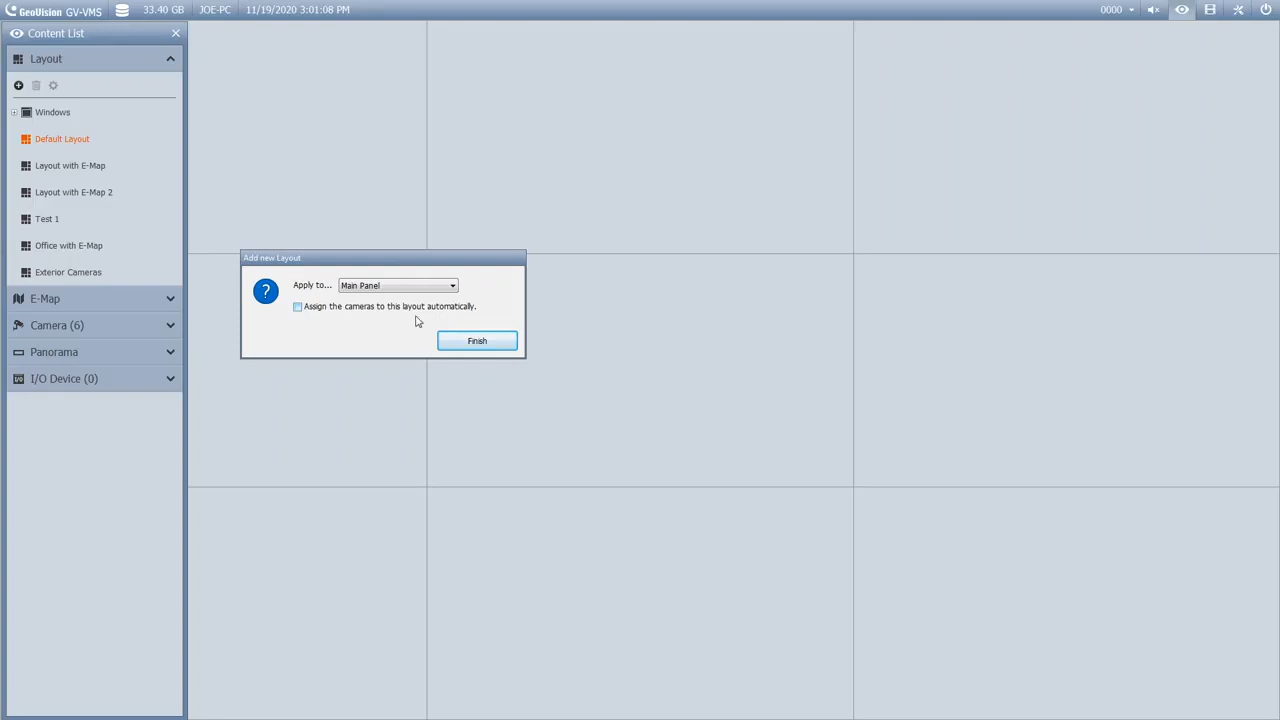 GeoVision GV-VMS 33.40 GB JOE-PC 11/19/2020 3:01:08 PM 0000
Content List
Layout
Windows
Default Layout
Layout with E-Map
Layout with E-Map 2
Test 1
Office with E-Map
Exterior Cameras
E-Map
Camera (6)
Panorama
I/O I/O Device (0)
Add new Layout
? Apply to... Main Panel
Assign the cameras to this layout automatically.
Finish